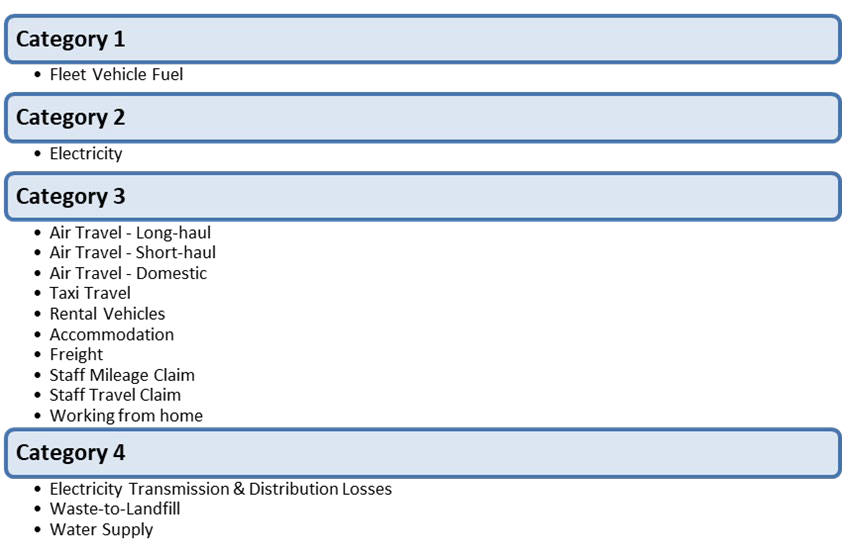 Category 1
• Fleet Vehicle Fuel
Category 2
• Electricity
Category 3
• Air Travel - Long-haul
• Air Travel - Short-haul
• Air Travel - Domestic
• Taxi Travel
• Rental Vehicles
• Accommodation
• Freight
• Staff Mileage Claim
• Staff Travel Claim
• Working from home
Category 4
• Electricity Transmission & Distribution Losses
• Waste-to-Landfill
• Water Supply